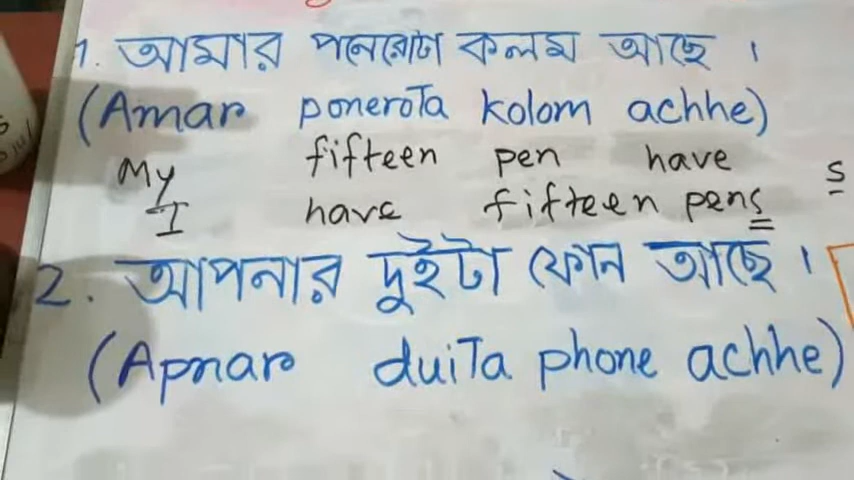 1. আমার পনেরোটা কলম আছে ।
(Amar ponerota kolom achhe)
My fifteen pen have
I have fifteen pens
s
2. আপনার দুইটা ফোন আছে ।
(Apnar duita phone achhe)